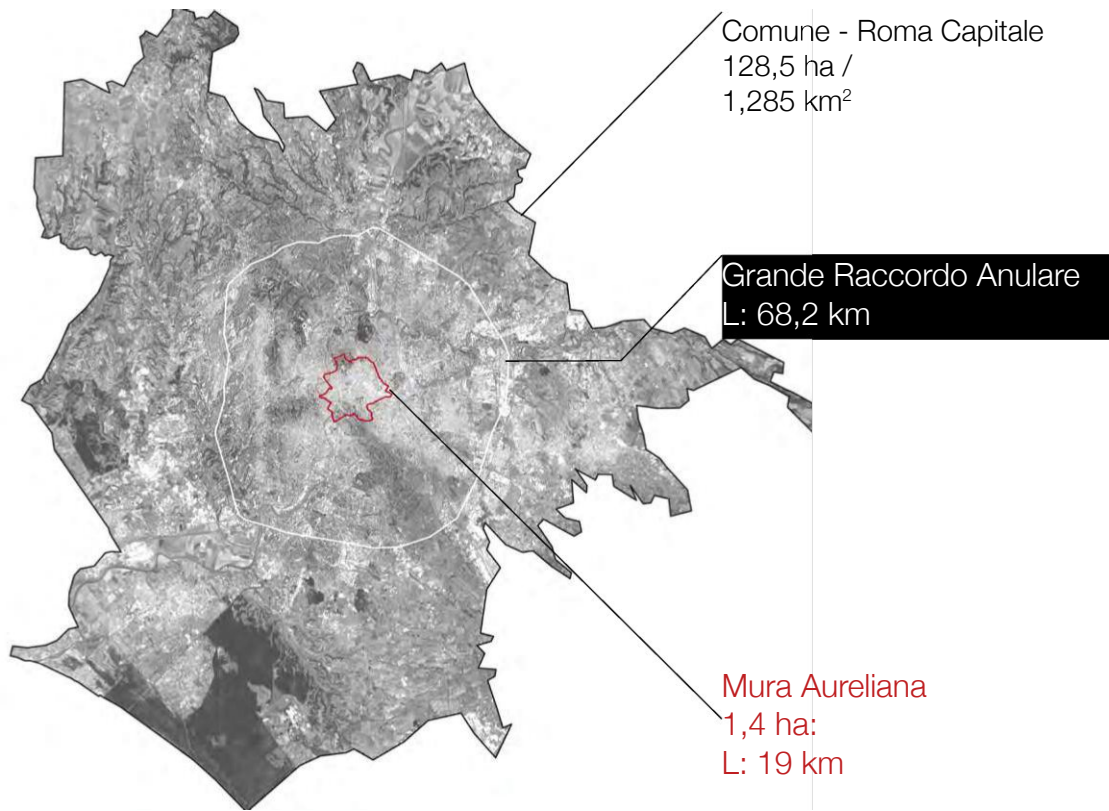 Comune - Roma Capitale
128,5 ha /
1,285 km²
Grande Raccordo Anulare
L: 68,2 km
Mura Aureliana
1,4 ha:
L: 19 km